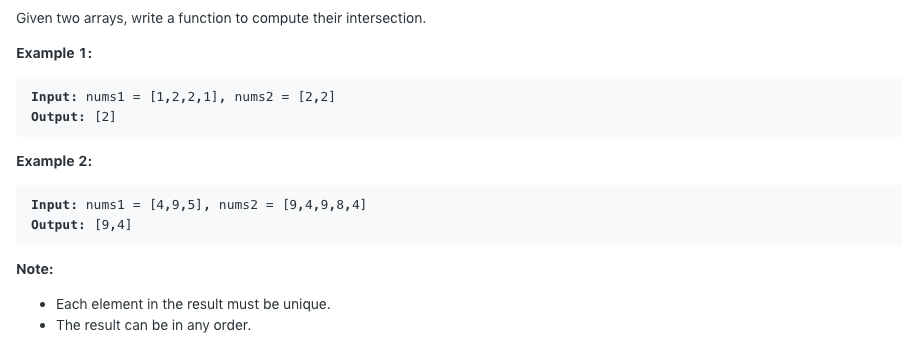 Given two arrays, write a function to compute their intersection.
Example 1:
Input: nums1 = [1,2,2,1], nums2 = [2,2]
Output: [2]
Example 2:
Input: nums1 = [4,9,5], nums2 = [9,4,9,8,4]
Output: [9,4]
Note:
• Each element in the result must be unique.
• The result can be in any order.